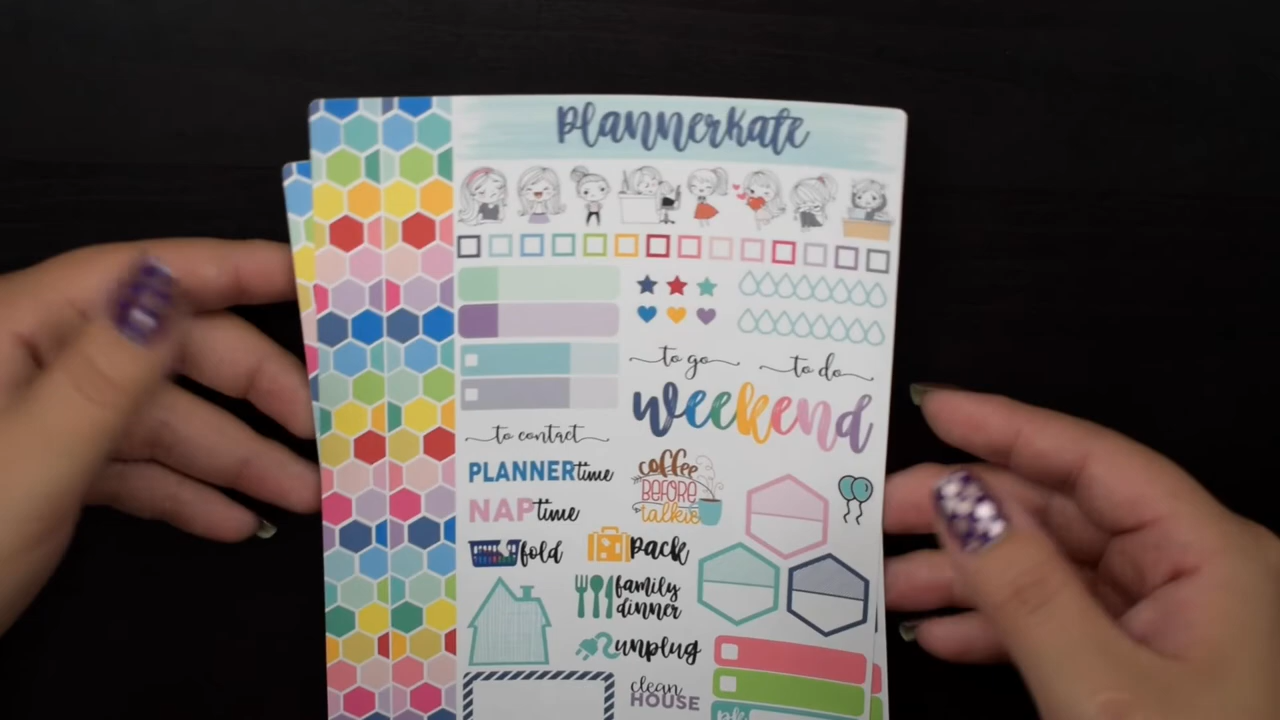 plannerkate
to go
to do
weekend
to contact
PLANNERtime
coffee
BEFORE
talkie
NAPtime
fold
pack
family
dinner
unplug
clean
HOUSE